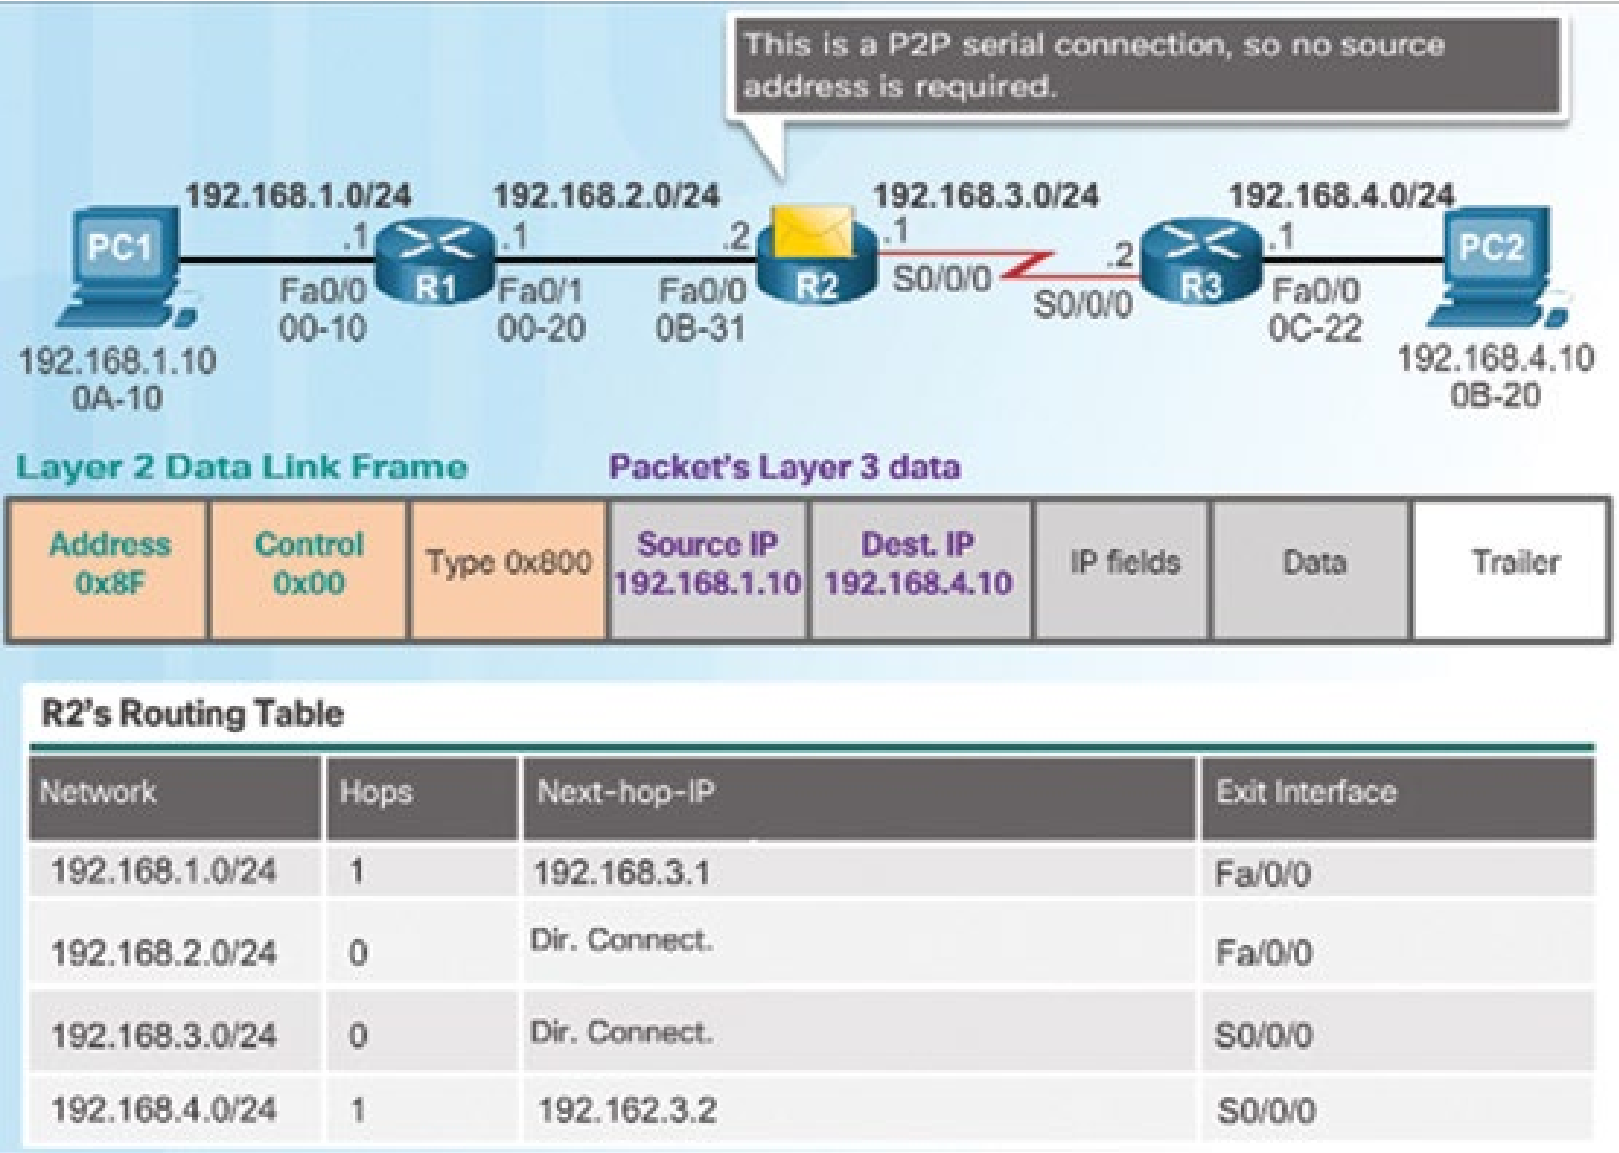 This is a P2P serial connection, so no source
address is required.
192.168.1.0/24 192.168.2.0/24 192.168.3.0/24 192.168.4.0/24
PC1 .1 .1 .2 .1 .2 .1 PC2
R1 R2 R3
Fa0/0 Fa0/1 Fa0/0 S0/0/0 S0/0/0 Fa0/0
00-10 00-20 0B-31 0C-22
192.168.1.10 192.168.4.10
0A-10 0B-20
Layer 2 Data Link Frame Packet's Layer 3 data
Address
0x8F
Control
0x00
Type 0x800
Source IP
192.168.1.10
Dest. IP
192.168.4.10
IP fields
Data
Trailer
R2's Routing Table
Network Hops Next-hop-IP Exit Interface
192.168.1.0/24 1 192.168.3.1 Fa/0/0
192.168.2.0/24 0 Dir. Connect. Fa/0/0
192.168.3.0/24 0 Dir. Connect. S0/0/0
192.168.4.0/24 1 192.162.3.2 S0/0/0